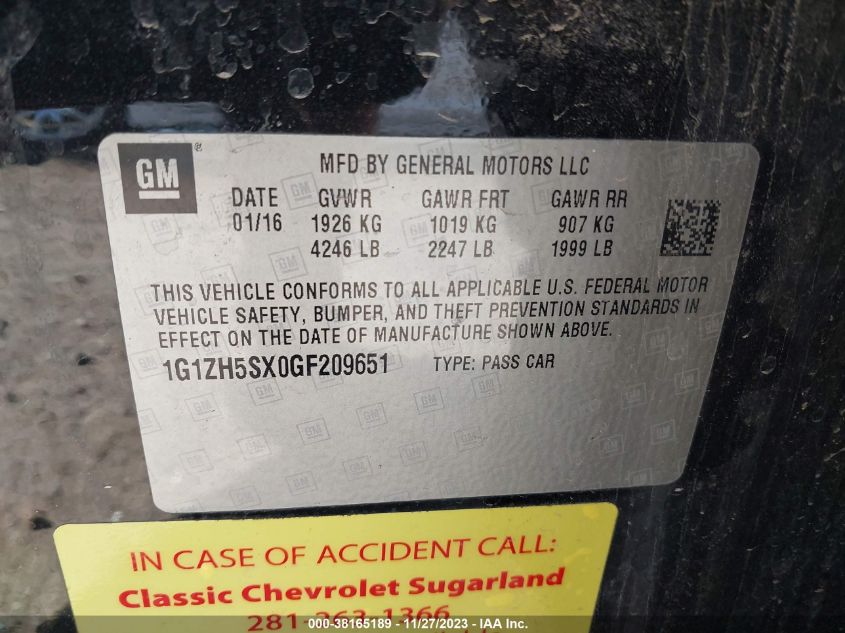 GM ®
MFD BY GENERAL MOTORS LLC
DATE GVWR GAWR FRT GAWR RR
01/16 1926 KG 1019 KG 907 KG
4246 LB 2247 LB 1999 LB
THIS VEHICLE CONFORMS TO ALL APPLICABLE U.S. FEDERAL MOTOR
VEHICLE SAFETY, BUMPER, AND THEFT PREVENTION STANDARDS IN
EFFECT ON THE DATE OF MANUFACTURE SHOWN ABOVE.
1G1ZH5SX0GF209651 TYPE: PASS CAR
IN CASE OF ACCIDENT CALL:
Classic Chevrolet Sugarland
281-263-1366
000-38165189 - 11/27/2023 - IAA, Inc.